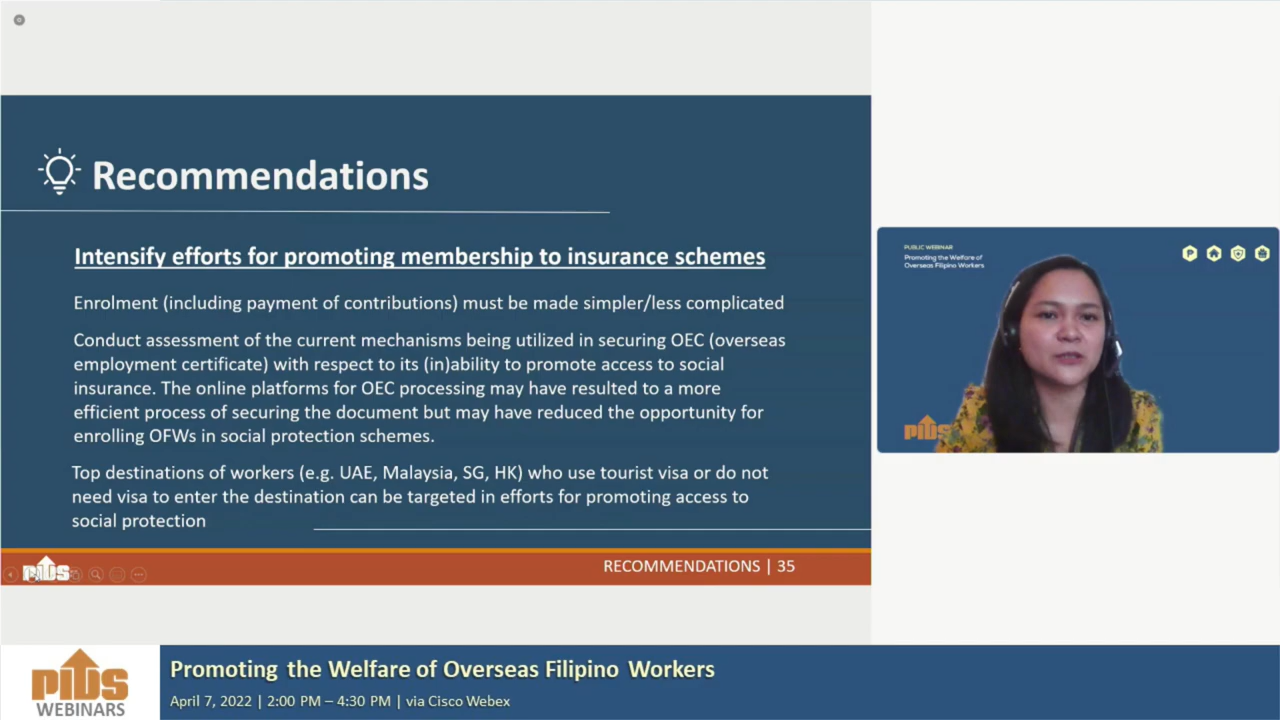 Recommendations
Intensify efforts for promoting membership to insurance schemes
Enrolment (including payment of contributions) must be made simpler/less complicated
Conduct assessment of the current mechanisms being utilized in securing OEC (overseas
employment certificate) with respect to its (in)ability to promote access to social
insurance. The online platforms for OEC processing may have resulted to a more
efficient process of securing the document but may have reduced the opportunity for
enrolling OFWs in social protection schemes.
Top destinations of workers (e.g. UAE, Malaysia, SG, HK) who use tourist visa or do not
need visa to enter the destination can be targeted in efforts for promoting access to
social protection
PIDS
RECOMMENDATIONS | 35
PUBLIC WEBINAR
Promoting the Welfare of
Overseas Filipino Workers
P
PIDS
PIDS
WEBINARS
Promoting the Welfare of Overseas Filipino Workers
April 7, 2022 | 2:00 PM – 4:30 PM | via Cisco Webex